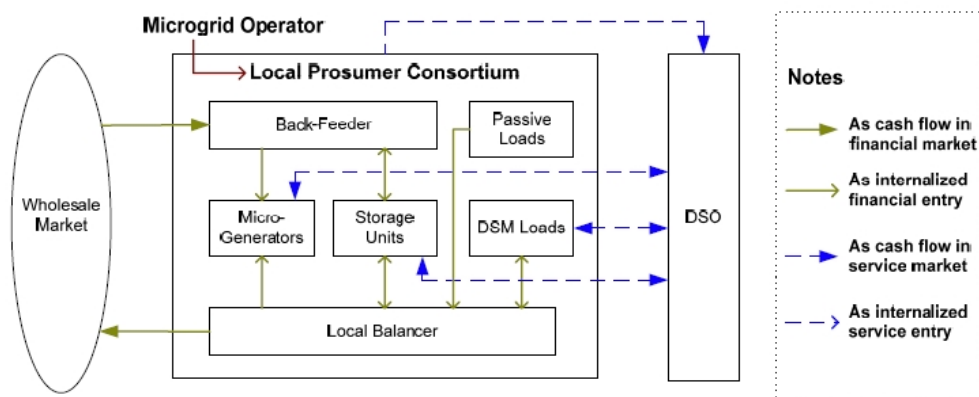 Microgrid Operator
Local Prosumer Consortium
Back-Feeder
Passive
Loads
Wholesale
Market
Micro-
Generators
Storage
Units
DSM Loads
DSO
Local Balancer
Notes
As cash flow in
financial market
As internalized
financial entry
As cash flow in
service market
As internalized
service entry